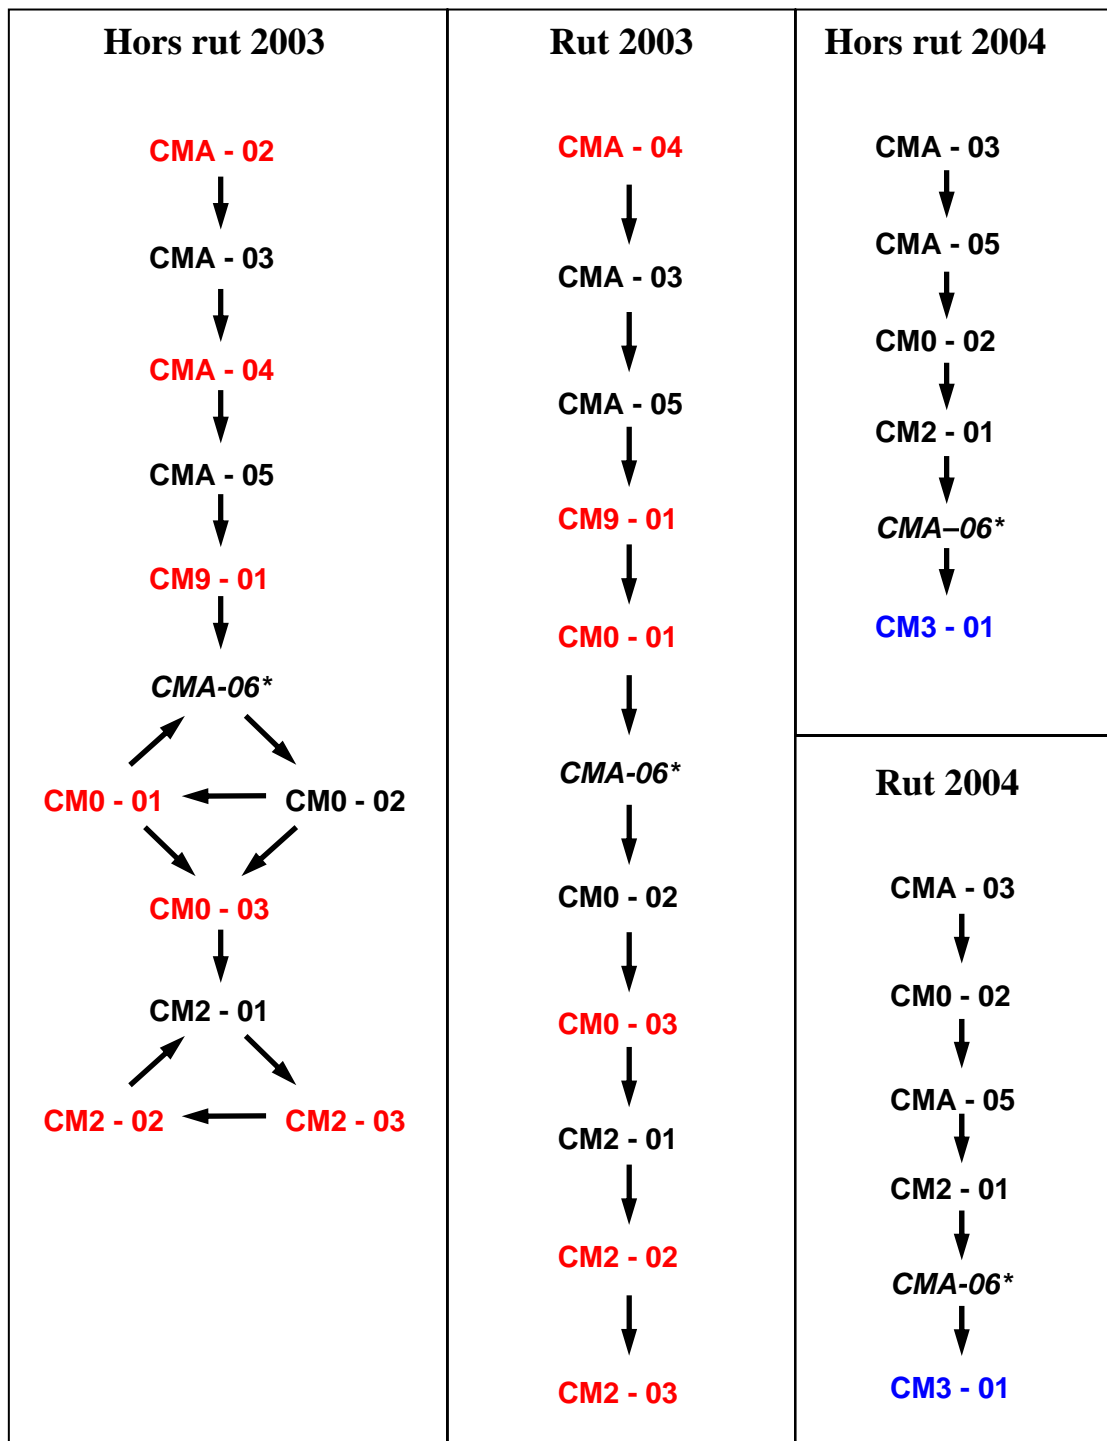 Hors rut 2003
CMA - 02
CMA - 03
CMA - 04
CMA - 05
CM9 - 01
CMA-06*
CM0 - 01 CM0 - 02
CM0 - 03
CM2 - 01
CM2 - 02 CM2 - 03
Rut 2003
CMA - 04
CMA - 03
CMA - 05
CM9 - 01
CM0 - 01
CMA-06*
CM0 - 02
CM0 - 03
CM2 - 01
CM2 - 02
CM2 - 03
Hors rut 2004
CMA - 03
CMA - 05
CM0 - 02
CM2 - 01
CMA–06*
CM3 - 01
Rut 2004
CMA - 03
CM0 - 02
CMA - 05
CM2 - 01
CMA-06*
CM3 - 01